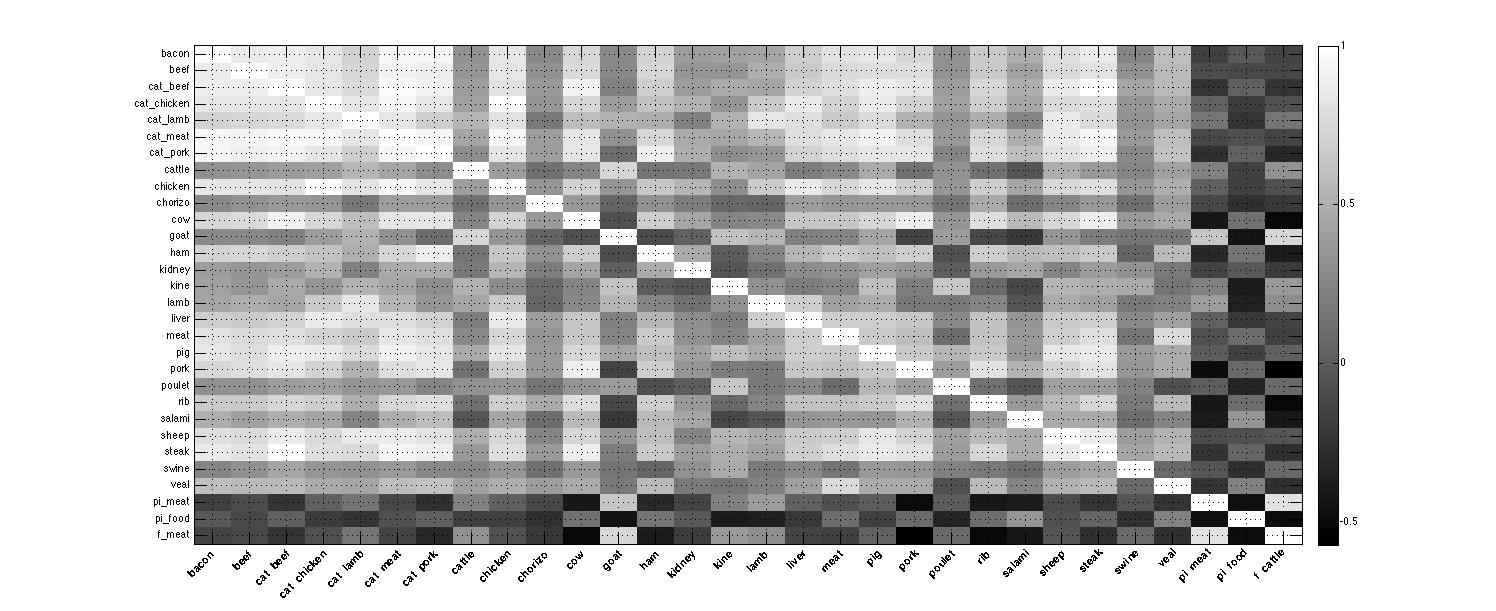 bacon
beef
cat_beef
cat_chicken
cat_lamb
cat_meat
cat_pork
cattle
chicken
chorizo
cow
goat
ham
kidney
kine
lamb
liver
meat
pig
pork
poulet
rib
salami
sheep
steak
swine
veal
pi_meat
pi_food
f_meat
bacon
beef
cat beef
cat chicken
cat lamb
cat meat
cat pork
cattle
chicken
chorizo
cow
goat
ham
kidney
kine
lamb
liver
meat
pig
pork
poulet
rib
salami
sheep
steak
swine
veal
pi meat
pi food
f cattle
1
0.5
0
-0.5